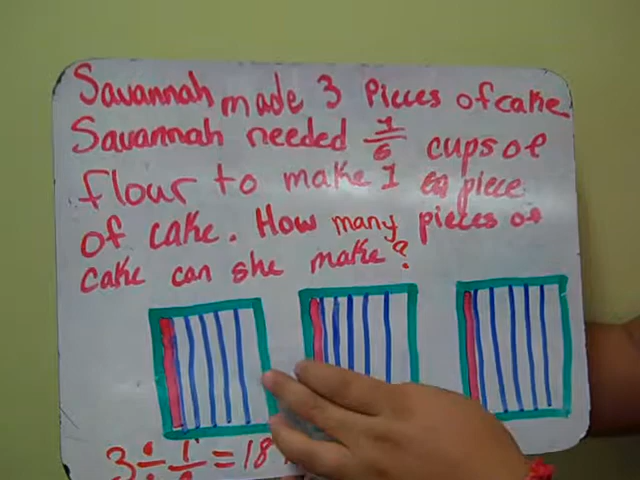 Savannah made 3 Pieces of cake
Savannah needed 1/6 cups of
flour to make 1 piece
of cake. How many pieces of
cake can she make?
3 ÷ 1/6 = 18